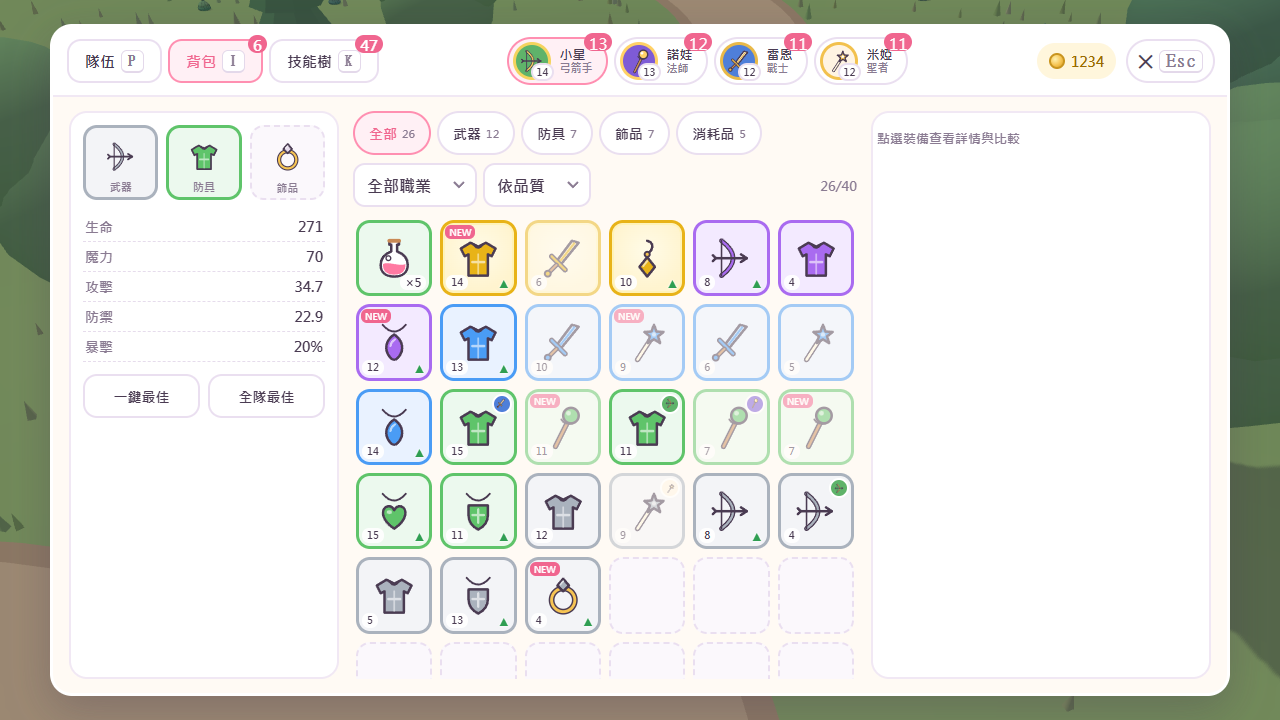 隊伍 P
背包 I 6
技能樹 K 47
小星 弓箭手 14 13
諾娃 法師 13 12
雷恩 戰士 12 11
米婭 聖者 12 11
1234
Esc
武器
防具
飾品
生命 271
魔力 70
攻擊 34.7
防禦 22.9
暴擊 20%
一鍵最佳
全隊最佳
全部 26
武器 12
防具 7
飾品 7
消耗品 5
全部職業
依品質
26/40
×5
NEW 14
6
10
8
4
NEW 12
13
10
NEW 9
6
5
14
15
NEW 11
11
7
NEW 7
15
11
12
9
8
4
5
13
NEW 4
點選裝備查看詳情與比較